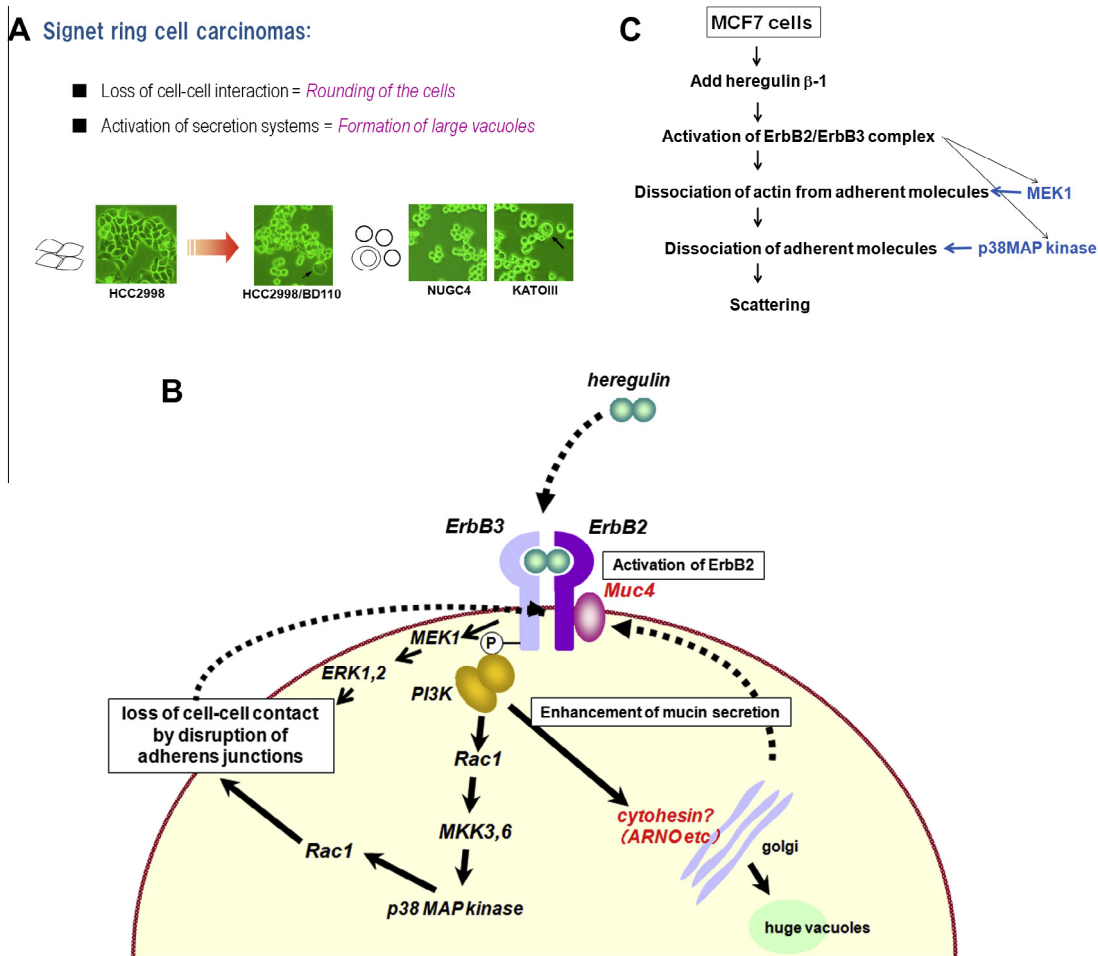 A
Signet ring cell carcinomas:
Loss of cell-cell interaction = Rounding of the cells
Activation of secretion systems = Formation of large vacuoles
HCC2998
HCC2998/BD110
NUGC4
KATOIII
C
MCF7 cells
Add heregulin β-1
Activation of ErbB2/ErbB3 complex
Dissociation of actin from adherent molecules
MEK1
Dissociation of adherent molecules
p38MAP kinase
Scattering
B
heregulin
ErbB3
ErbB2
Activation of ErbB2
Muc4
MEK1
P
ERK1,2
PI3K
loss of cell-cell contact
by disruption of
adherens junctions
Enhancement of mucin secretion
Rac1
cytohesin?
(ARNO etc)
MKK3,6
golgi
Rac1
p38 MAP kinase
huge vacuoles